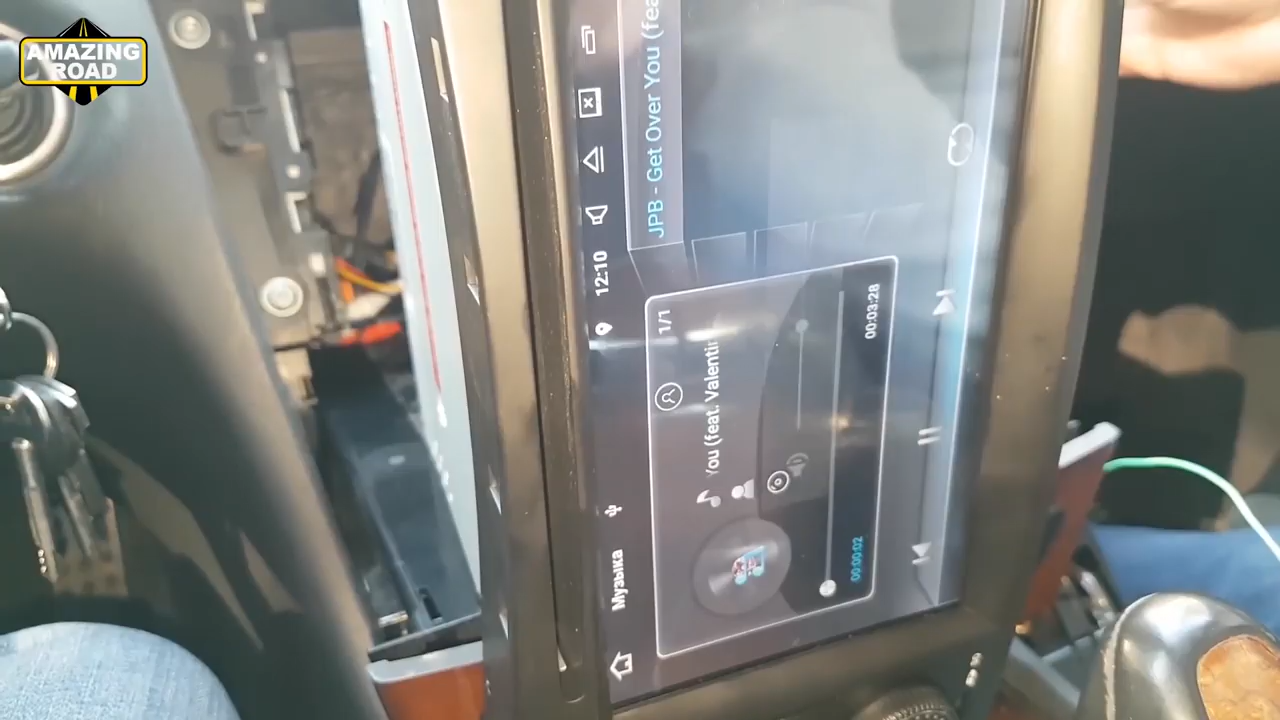 AMAZING
ROAD
Музыка
12:10
1/1
You (feat. Valenti
00:00:02
00:03:28
JPB - Get Over You (fea